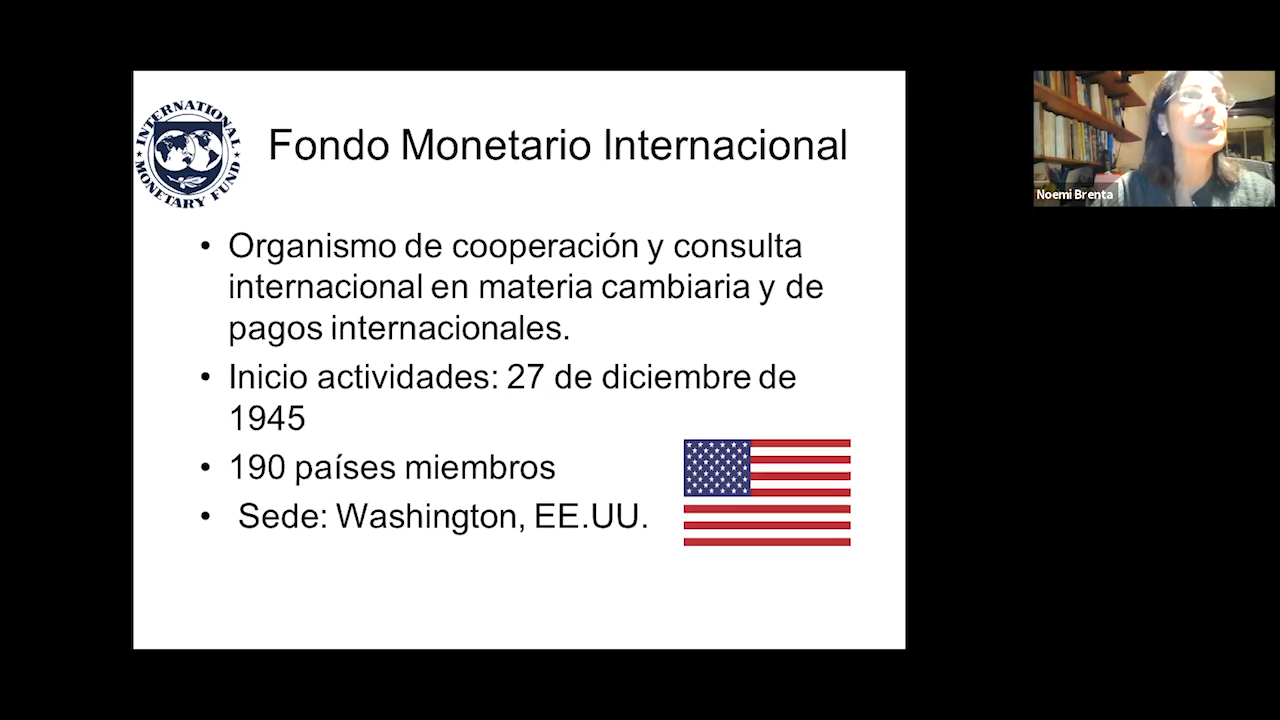 INTERNATIONAL
MONETARY FUND
Fondo Monetario Internacional
• Organismo de cooperación y consulta
internacional en materia cambiaria y de
pagos internacionales.
• Inicio actividades: 27 de diciembre de
1945
• 190 países miembros
• Sede: Washington, EE.UU.
Noemi Brenta